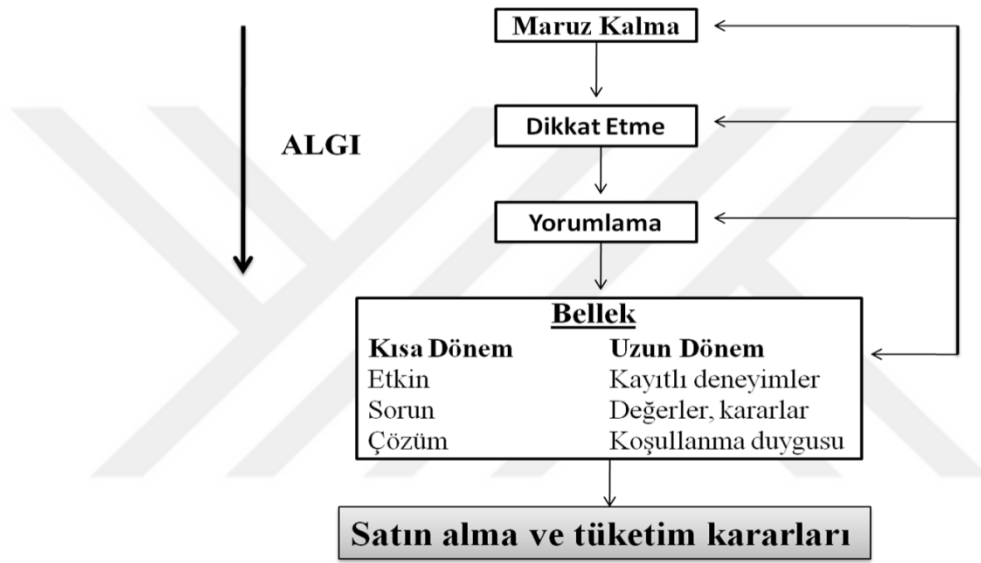 Maruz Kalma
Dikkat Etme
ALGI
Yorumlama
Bellek
Kısa Dönem Uzun Dönem
Etkin Kayıtlı deneyimler
Sorun Değerler, kararlar
Çözüm Koşullanma duygusu
Satın alma ve tüketim kararları